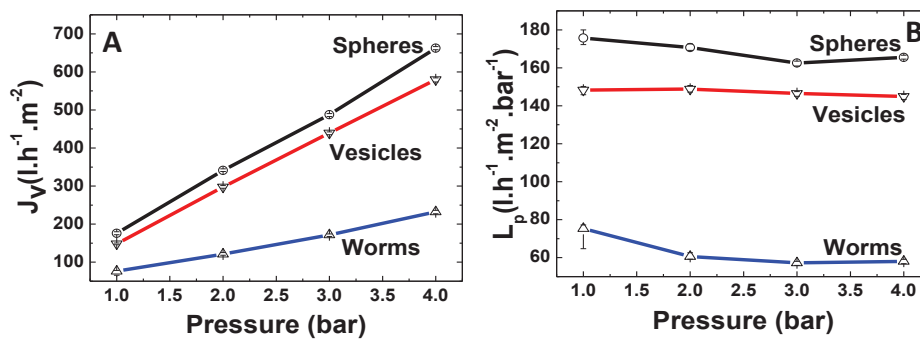 A
Spheres
Vesicles
Worms
700
600
500
400
300
200
100
J_V(l.h⁻¹.m⁻²)
1.0 1.5 2.0 2.5 3.0 3.5 4.0
Pressure (bar)
B
Spheres
Vesicles
Worms
180
160
140
120
100
80
60
L_p(l.h⁻¹.m⁻².bar⁻¹)
1.0 1.5 2.0 2.5 3.0 3.5 4.0
Pressure (bar)